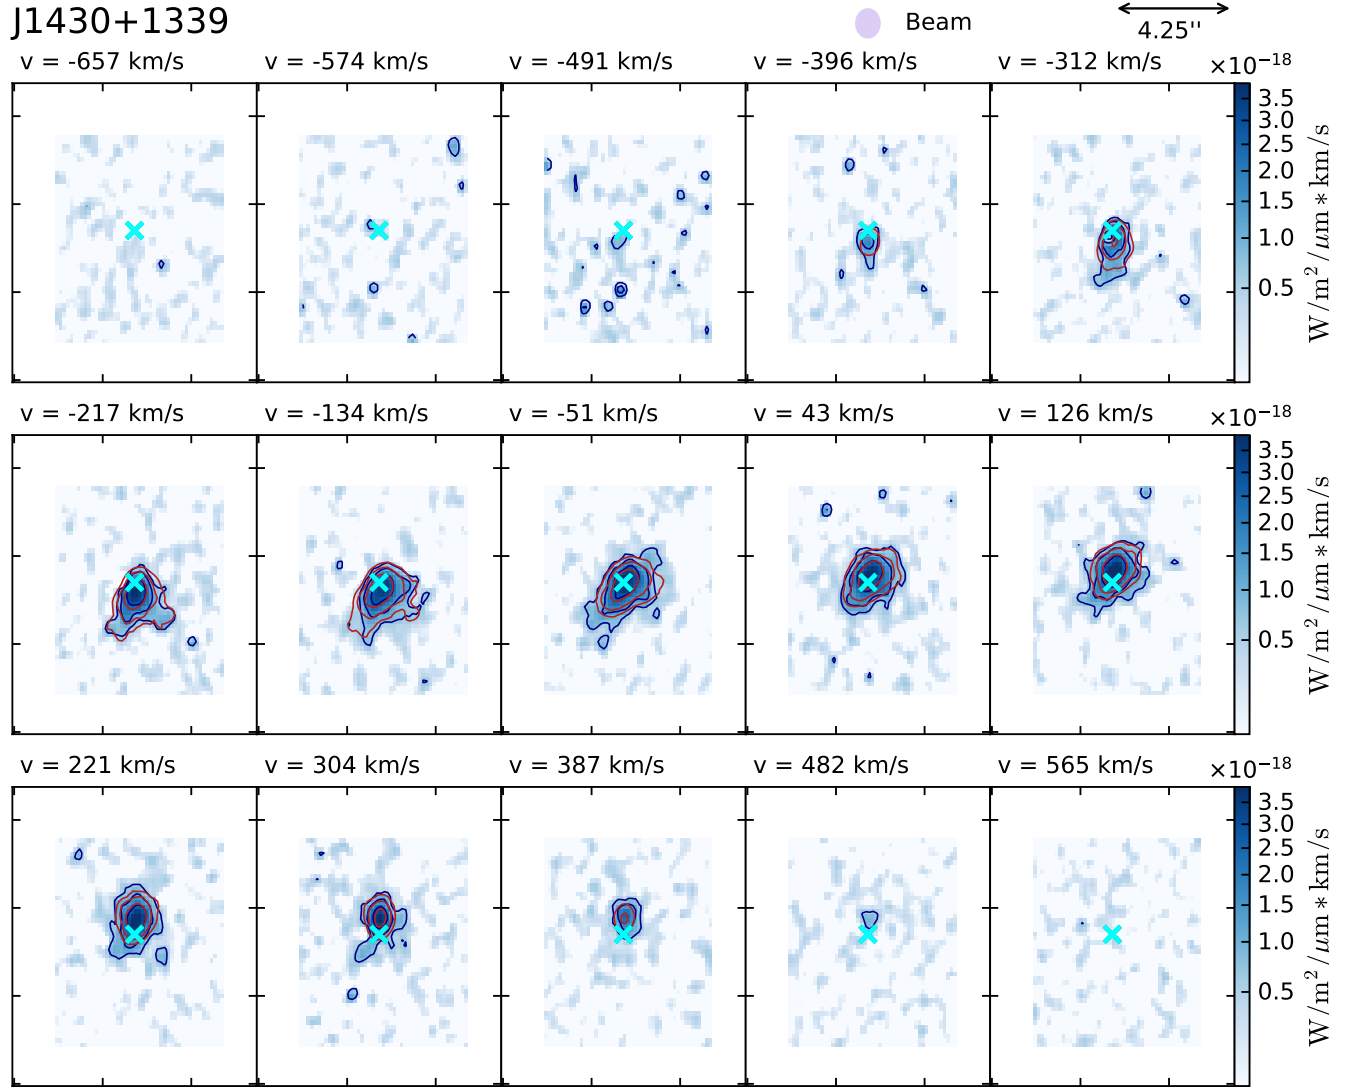 J1430+1339
Beam
4.25''
v = -657 km/s
v = -574 km/s
v = -491 km/s
v = -396 km/s
v = -312 km/s
×10⁻¹⁸
3.5
3.0
2.5
2.0
1.5
1.0
0.5
W/m²/μm∗km/s
v = -217 km/s
v = -134 km/s
v = -51 km/s
v = 43 km/s
v = 126 km/s
×10⁻¹⁸
3.5
3.0
2.5
2.0
1.5
1.0
0.5
W/m²/μm∗km/s
v = 221 km/s
v = 304 km/s
v = 387 km/s
v = 482 km/s
v = 565 km/s
×10⁻¹⁸
3.5
3.0
2.5
2.0
1.5
1.0
0.5
W/m²/μm∗km/s